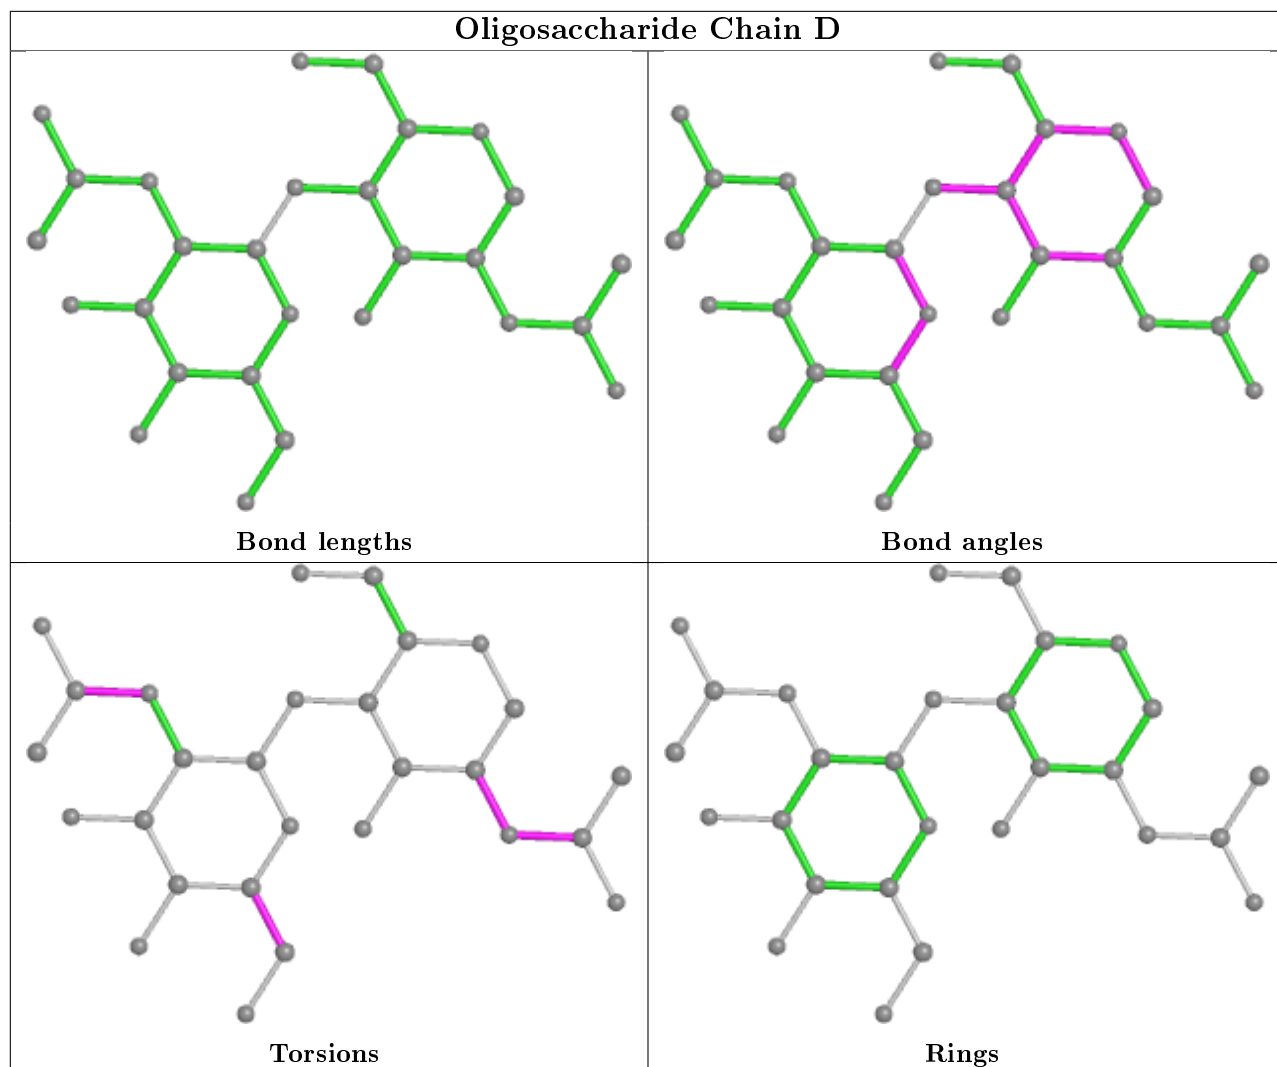 Oligosaccharide Chain D
Bond lengths
Bond angles
Torsions
Rings